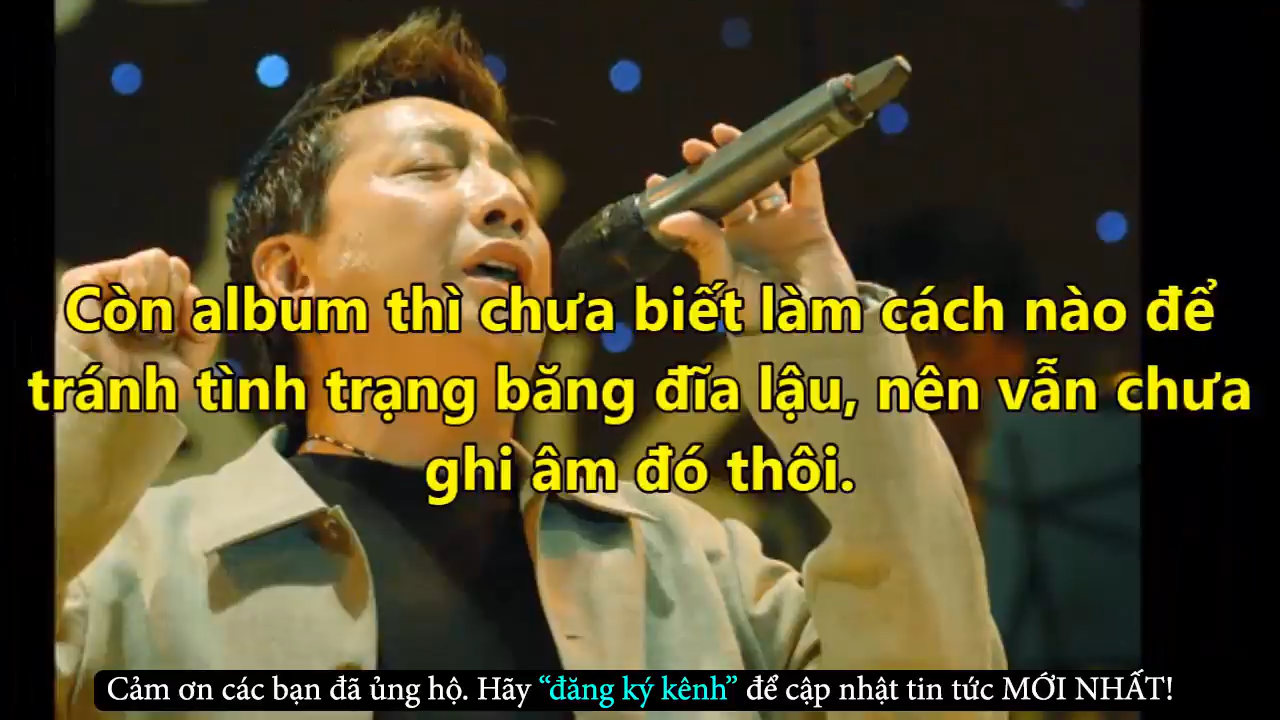 Còn album thì chưa biết làm cách nào để
tránh tình trạng băng đĩa lậu, nên vẫn chưa
ghi âm đó thôi.
Cảm ơn các bạn đã ủng hộ. Hãy “đăng ký kênh” để cập nhật tin tức MỚI NHẤT!